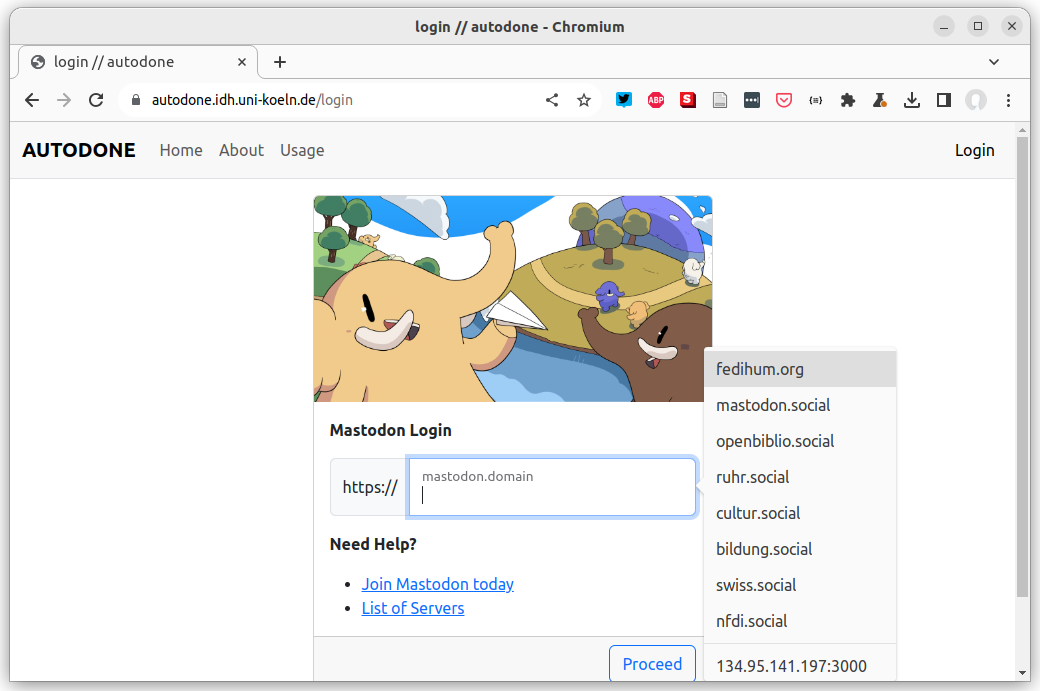 login // autodone - Chromium
login // autodone
autodone.idh.uni-koeln.de/login
ABP
S
AUTODONE
Home
About
Usage
Login
Mastodon Login
https://
mastodon.domain
Need Help?
Join Mastodon today
List of Servers
Proceed
fedihum.org
mastodon.social
openbiblio.social
ruhr.social
cultur.social
bildung.social
swiss.social
nfdi.social
134.95.141.197:3000